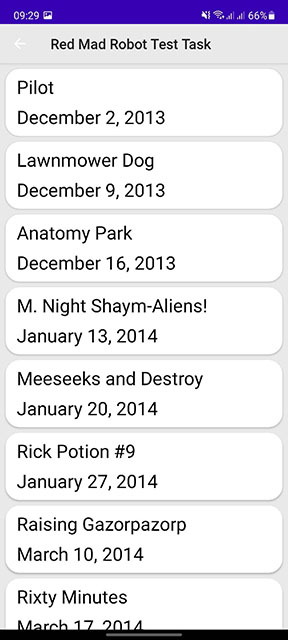 09:29 66%
Red Mad Robot Test Task
Pilot
December 2, 2013
Lawnmower Dog
December 9, 2013
Anatomy Park
December 16, 2013
M. Night Shaym-Aliens!
January 13, 2014
Meeseeks and Destroy
January 20, 2014
Rick Potion #9
January 27, 2014
Raising Gazorpazorp
March 10, 2014
Rixty Minutes
March 17, 2014